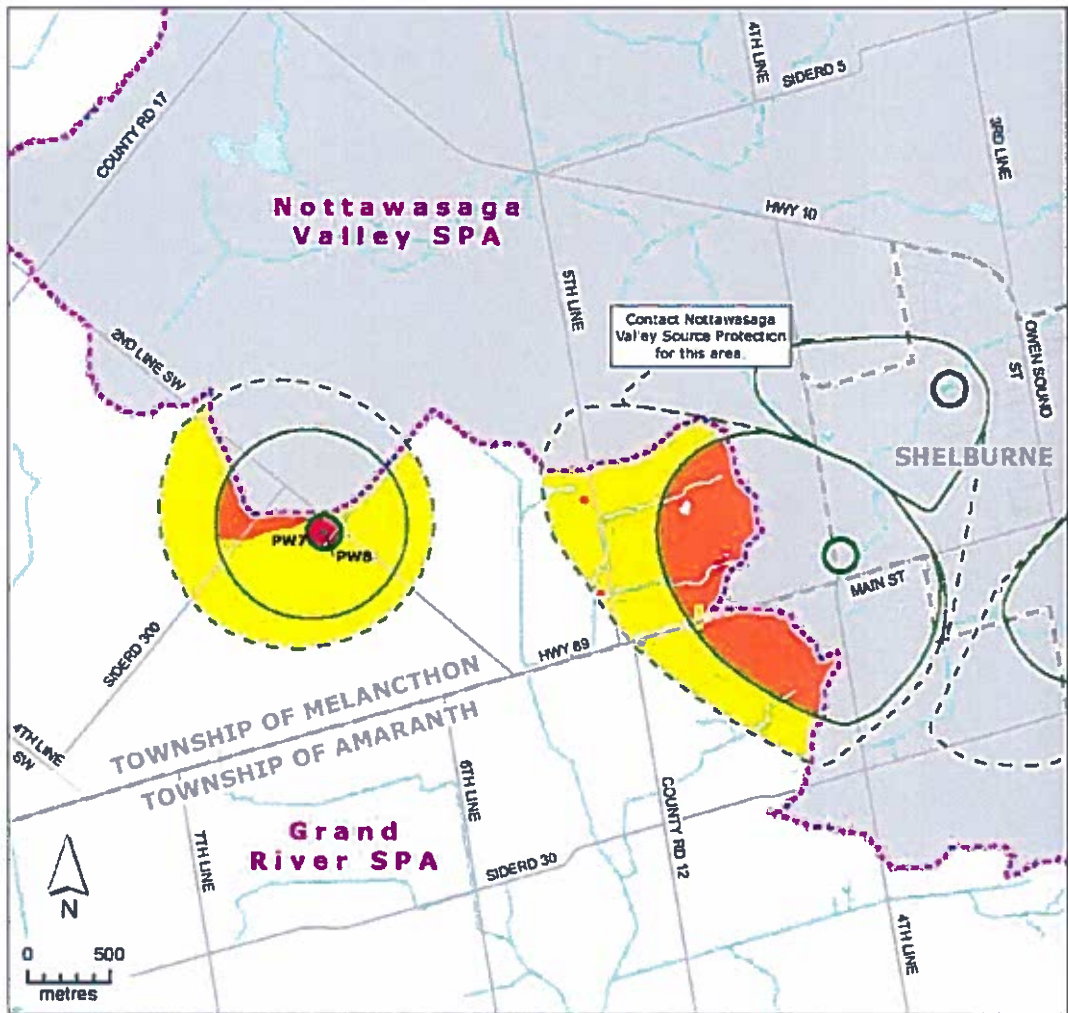 4TH LINE
SIDERD 5
COUNTY RD 17
3RD LINE
Nottawasaga
Valley SPA
HWY 10
5TH LINE
Contact Nottawasaga
Valley Source Protection
for this area.
2ND LINE SW
OWEN SOUND
ST
SHELBURNE
PW7
PW8
MAIN ST
SIDERD 300
HWY 89
TOWNSHIP OF MELANCTHON
TOWNSHIP OF AMARANTH
4TH LINE
SW
6TH LINE
COUNTY RD 12
7TH LINE
Grand
River SPA
SIDERD 30
4TH LINE
N
0 500
metres